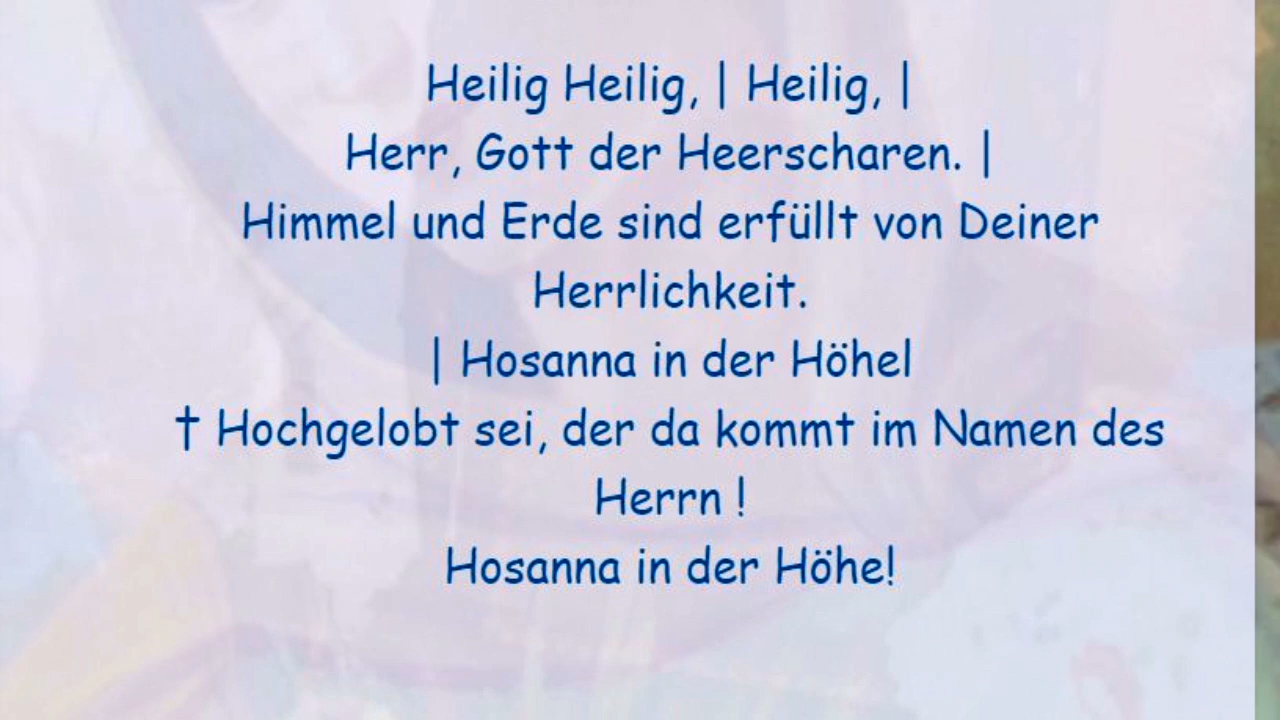 Heilig Heilig, | Heilig, |
Herr, Gott der Heerscharen. |
Himmel und Erde sind erfüllt von Deiner
Herrlichkeit.
| Hosanna in der Höhel
† Hochgelobt sei, der da kommt im Namen des
Herrn !
Hosanna in der Höhe!